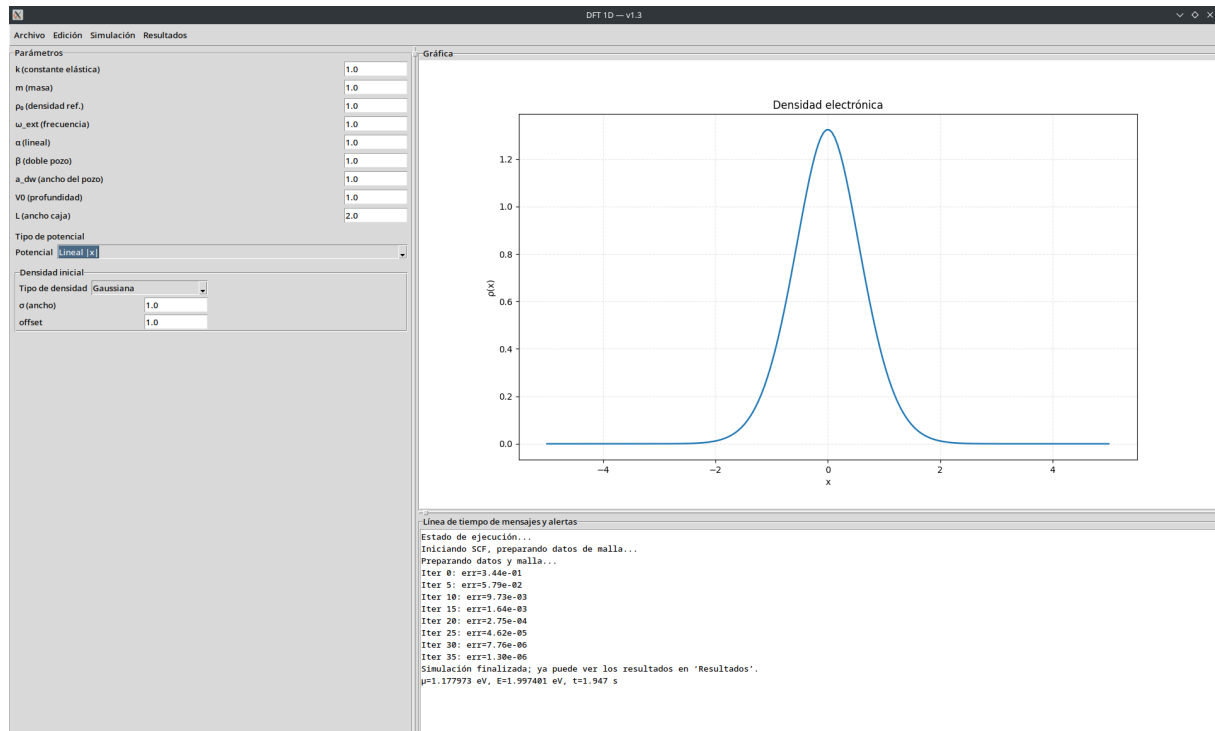 DFT 1D — v1.3
Archivo Edición Simulación Resultados
Parámetros
k (constante elástica) 1.0
m (masa) 1.0
ρ₀ (densidad ref.) 1.0
ω_ext (frecuencia) 1.0
α (lineal) 1.0
β (doble pozo) 1.0
a_dw (ancho del pozo) 1.0
V0 (profundidad) 1.0
L (ancho caja) 2.0
Tipo de potencial
Potencial Lineal |x|
Densidad inicial
Tipo de densidad Gaussiana
σ (ancho) 1.0
offset 1.0
Gráfica
Densidad electrónica
1.2
1.0
0.8
0.6
0.4
0.2
0.0
ρ(x)
−4 −2 0 2 4
x
Línea de tiempo de mensajes y alertas
Estado de ejecución...
Iniciando SCF, preparando datos de malla...
Preparando datos y malla...
Iter 0: err=3.44e-01
Iter 5: err=5.79e-02
Iter 10: err=9.73e-03
Iter 15: err=1.64e-03
Iter 20: err=2.75e-04
Iter 25: err=4.62e-05
Iter 30: err=7.76e-06
Iter 35: err=1.30e-06
Simulación finalizada; ya puede ver los resultados en 'Resultados'.
μ=1.177973 eV, E=1.997401 eV, t=1.947 s